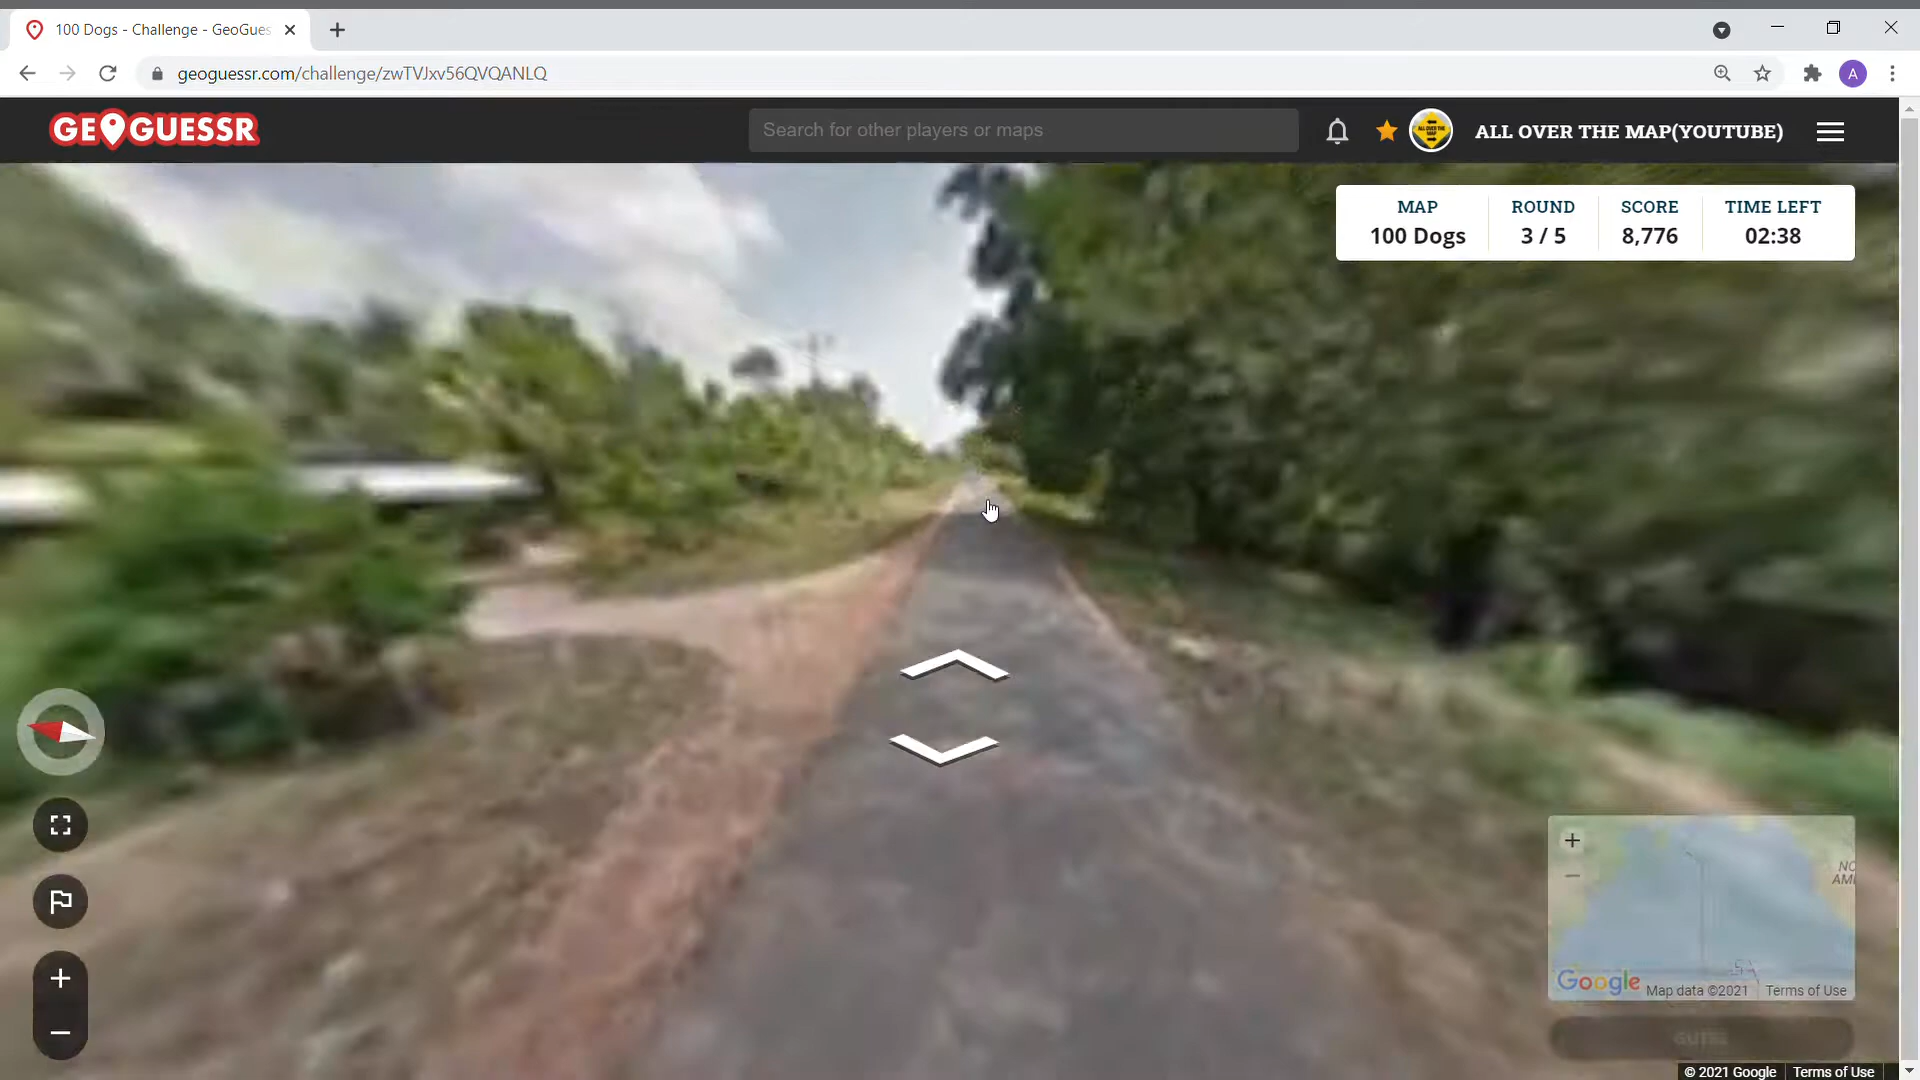 100 Dogs - Challenge - GeoGues
geoguessr.com/challenge/zwTVJxv56QVQANLQ
A
GEOGUESSR
Search for other players or maps
ALL OVER THE MAP(YOUTUBE)
MAP ROUND SCORE TIME LEFT
100 Dogs 3 / 5 8,776 02:38
NO
AM
Google Map data ©2021 Terms of Use
© 2021 Google Terms of Use